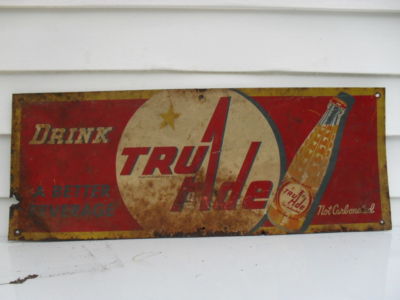 DRINK
TRU
Ade
A BETTER
BEVERAGE
TRU
Ade
Not Carbonated